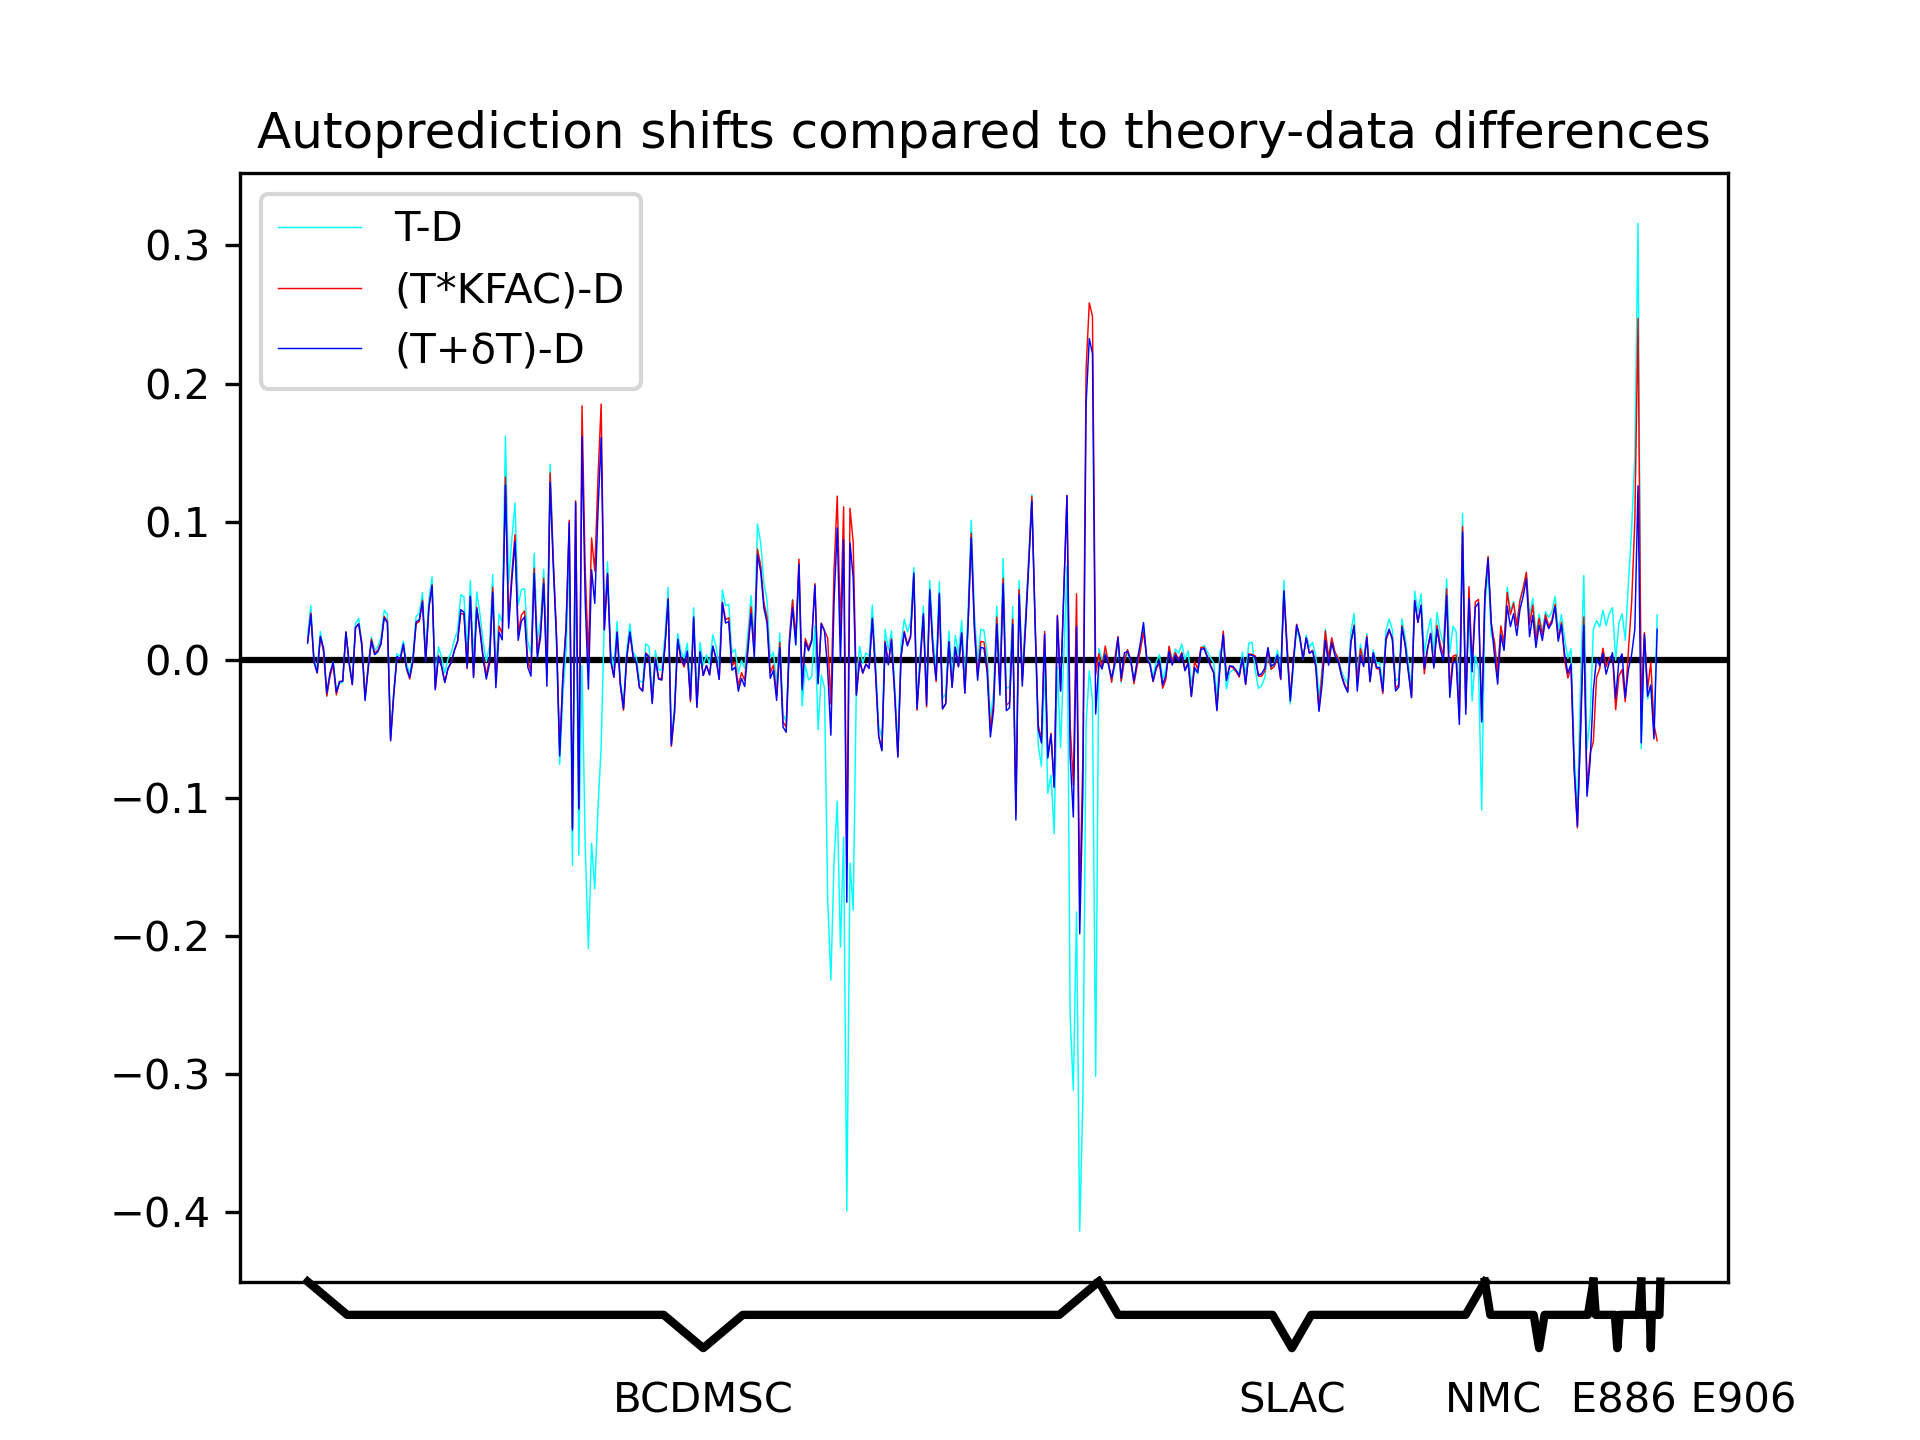 Autoprediction shifts compared to theory-data differences
T-D
(T*KFAC)-D
(T+δT)-D
0.3
0.2
0.1
0.0
−0.1
−0.2
−0.3
−0.4
BCDMSC SLAC NMC E886 E906